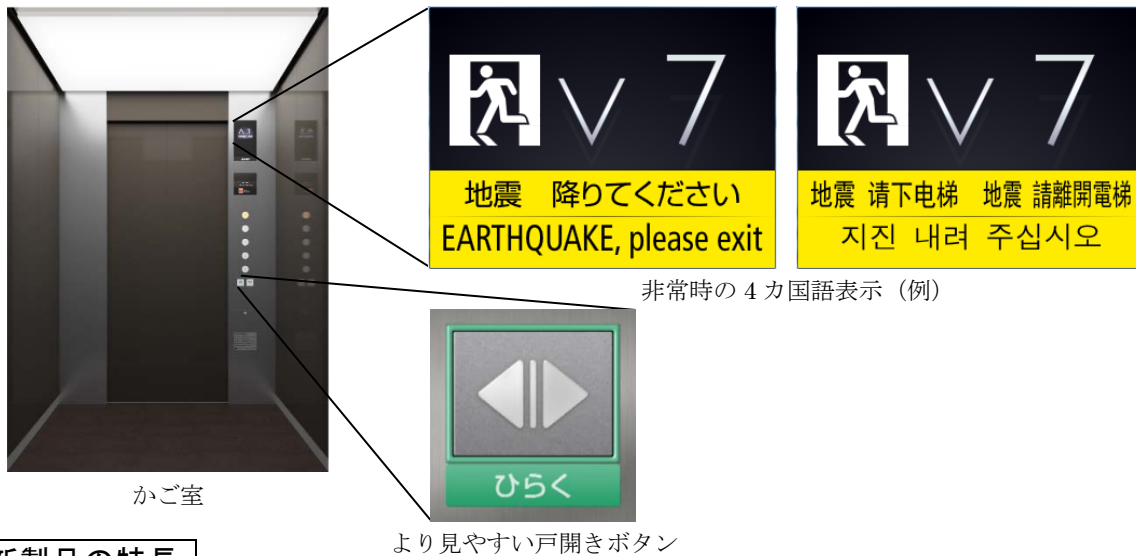 7
地震 降りてください
EARTHQUAKE, please exit
7
地震 请下电梯 地震 請離開電梯
지진 내려 주십시오
非常時の 4 カ国語表示（例）
ひらく
かご室
より見やすい戸開きボタン
製品の特長